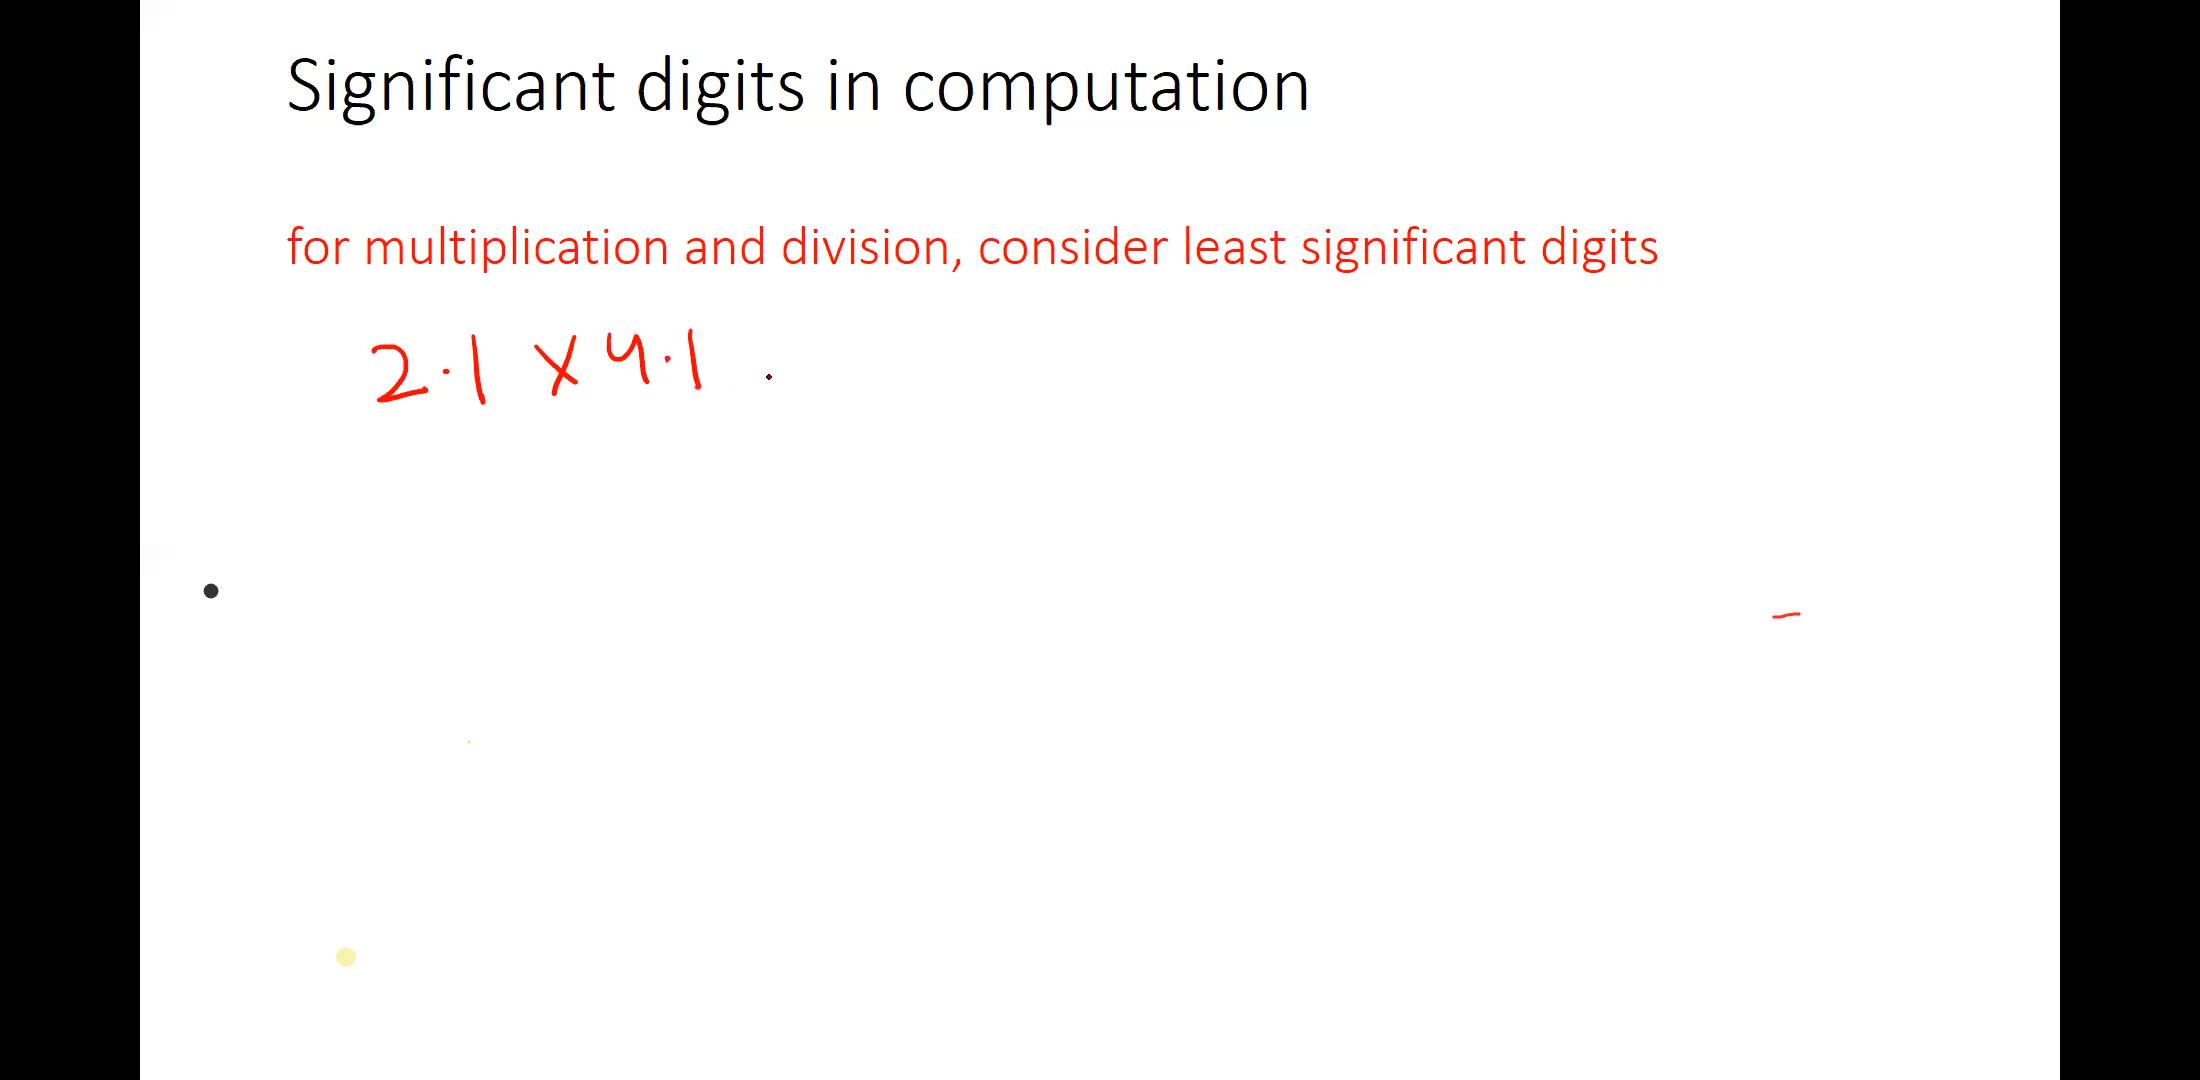 Significant digits in computation
for multiplication and division, consider least significant digits
2.1 × 4.1